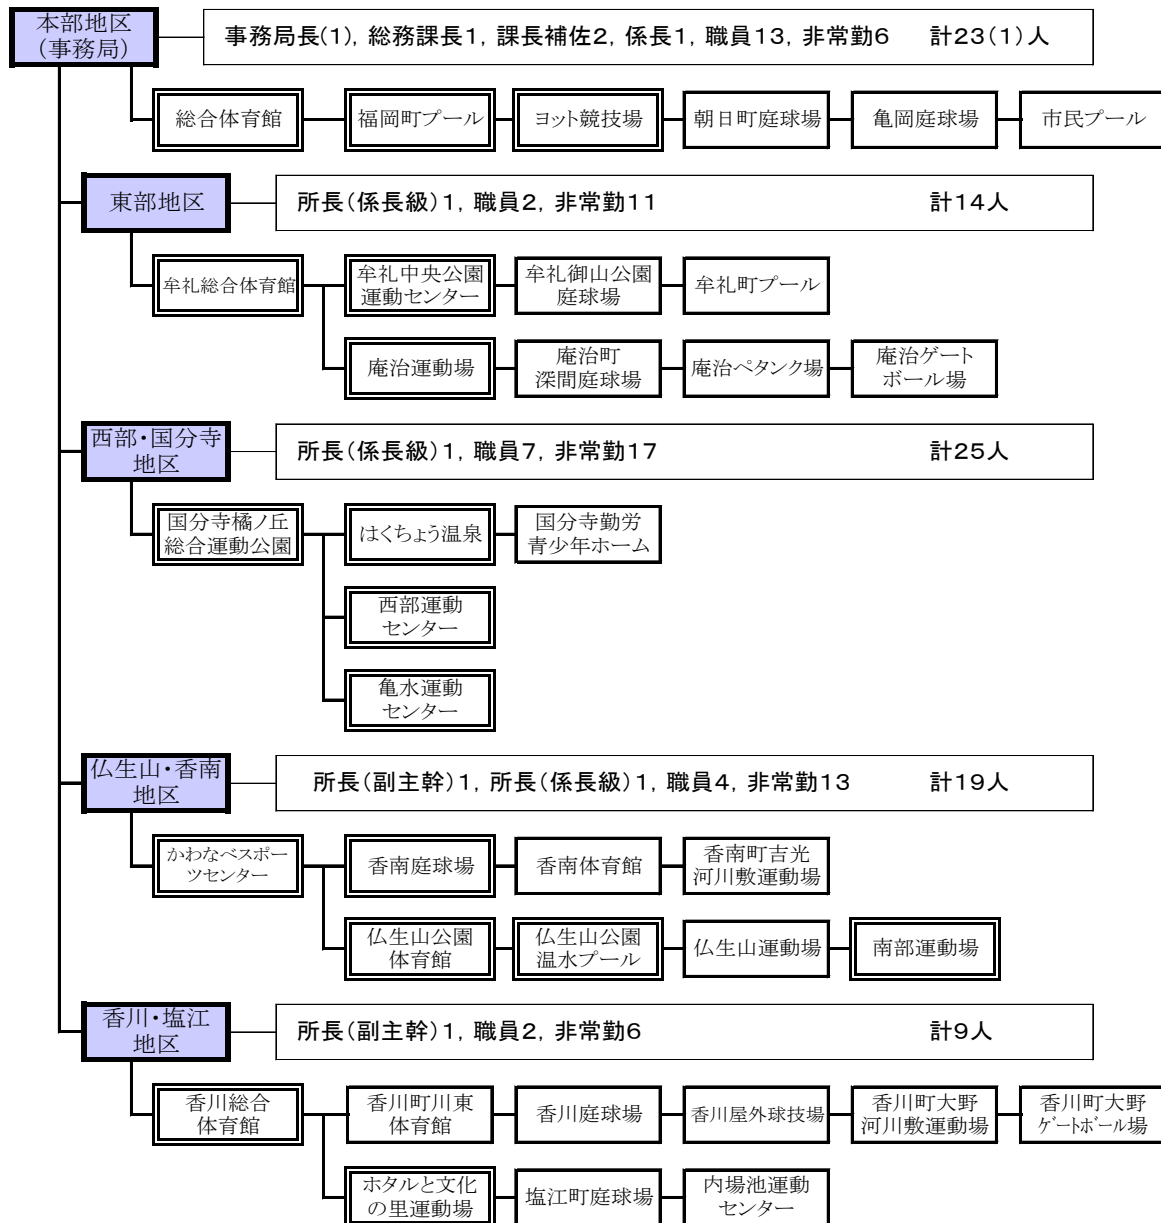 本部地区
(事務局)
事務局長(1), 総務課長1, 課長補佐2, 係長1, 職員13, 非常勤6 計23(1)人
総合体育館
福岡町プール
ヨット競技場
朝日町庭球場
亀岡庭球場
市民プール
東部地区
所長(係長級)1, 職員2, 非常勤11 計14人
牟礼総合体育館
牟礼中央公園
運動センター
牟礼御山公園
庭球場
牟礼町プール
庵治運動場
庵治町
深間庭球場
庵治ペタンク場
庵治ゲート
ボール場
西部・国分寺
地区
所長(係長級)1, 職員7, 非常勤17 計25人
国分寺橘ノ丘
総合運動公園
はくちょう温泉
国分寺勤労
青少年ホーム
西部運動
センター
亀水運動
センター
仏生山・香南
地区
所長(副主幹)1, 所長(係長級)1, 職員4, 非常勤13 計19人
かわなべスポー
ツセンター
香南庭球場
香南体育館
香南町吉光
河川敷運動場
仏生山公園
体育館
仏生山公園
温水プール
仏生山運動場
南部運動場
香川・塩江
地区
所長(副主幹)1, 職員2, 非常勤6 計9人
香川総合
体育館
香川町川東
体育館
香川庭球場
香川屋外球技場
香川町大野
河川敷運動場
香川町大野
ゲートボール場
ホタルと文化
の里運動場
塩江町庭球場
内場池運動
センター